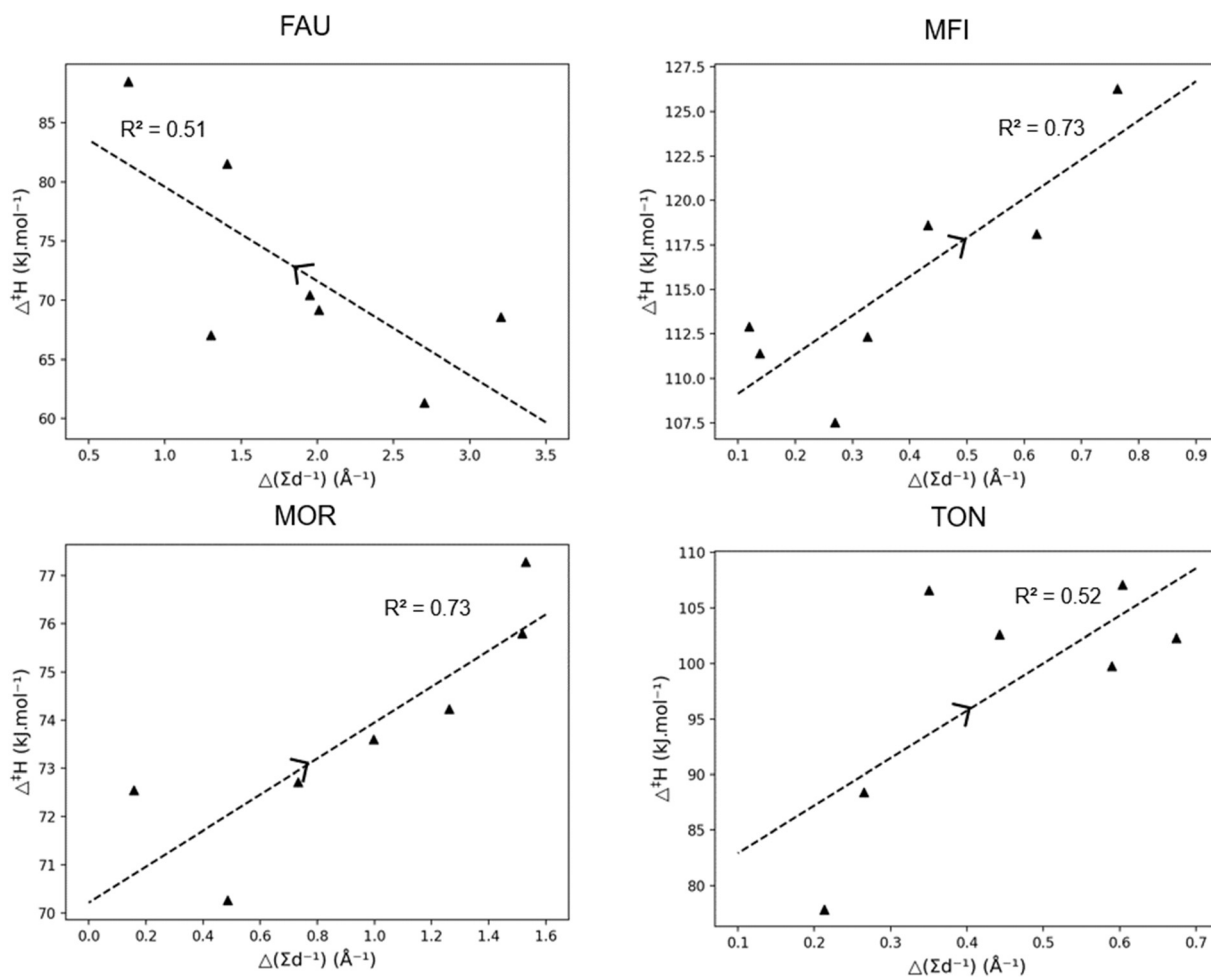 FAU
R² = 0.51
85
80
75
70
65
60
△‡H (kJ.mol⁻¹)
0.5 1.0 1.5 2.0 2.5 3.0 3.5
△(Σd⁻¹) (Å⁻¹)
MFI
R² = 0.73
127.5
125.0
122.5
120.0
117.5
115.0
112.5
110.0
107.5
△‡H (kJ.mol⁻¹)
0.1 0.2 0.3 0.4 0.5 0.6 0.7 0.8 0.9
△(Σd⁻¹) (Å⁻¹)
MOR
R² = 0.73
77
76
75
74
73
72
71
70
△‡H (kJ.mol⁻¹)
0.0 0.2 0.4 0.6 0.8 1.0 1.2 1.4 1.6
△(Σd⁻¹) (Å⁻¹)
TON
R² = 0.52
110
105
100
95
90
85
80
△‡H (kJ.mol⁻¹)
0.1 0.2 0.3 0.4 0.5 0.6 0.7
△(Σd⁻¹) (Å⁻¹)